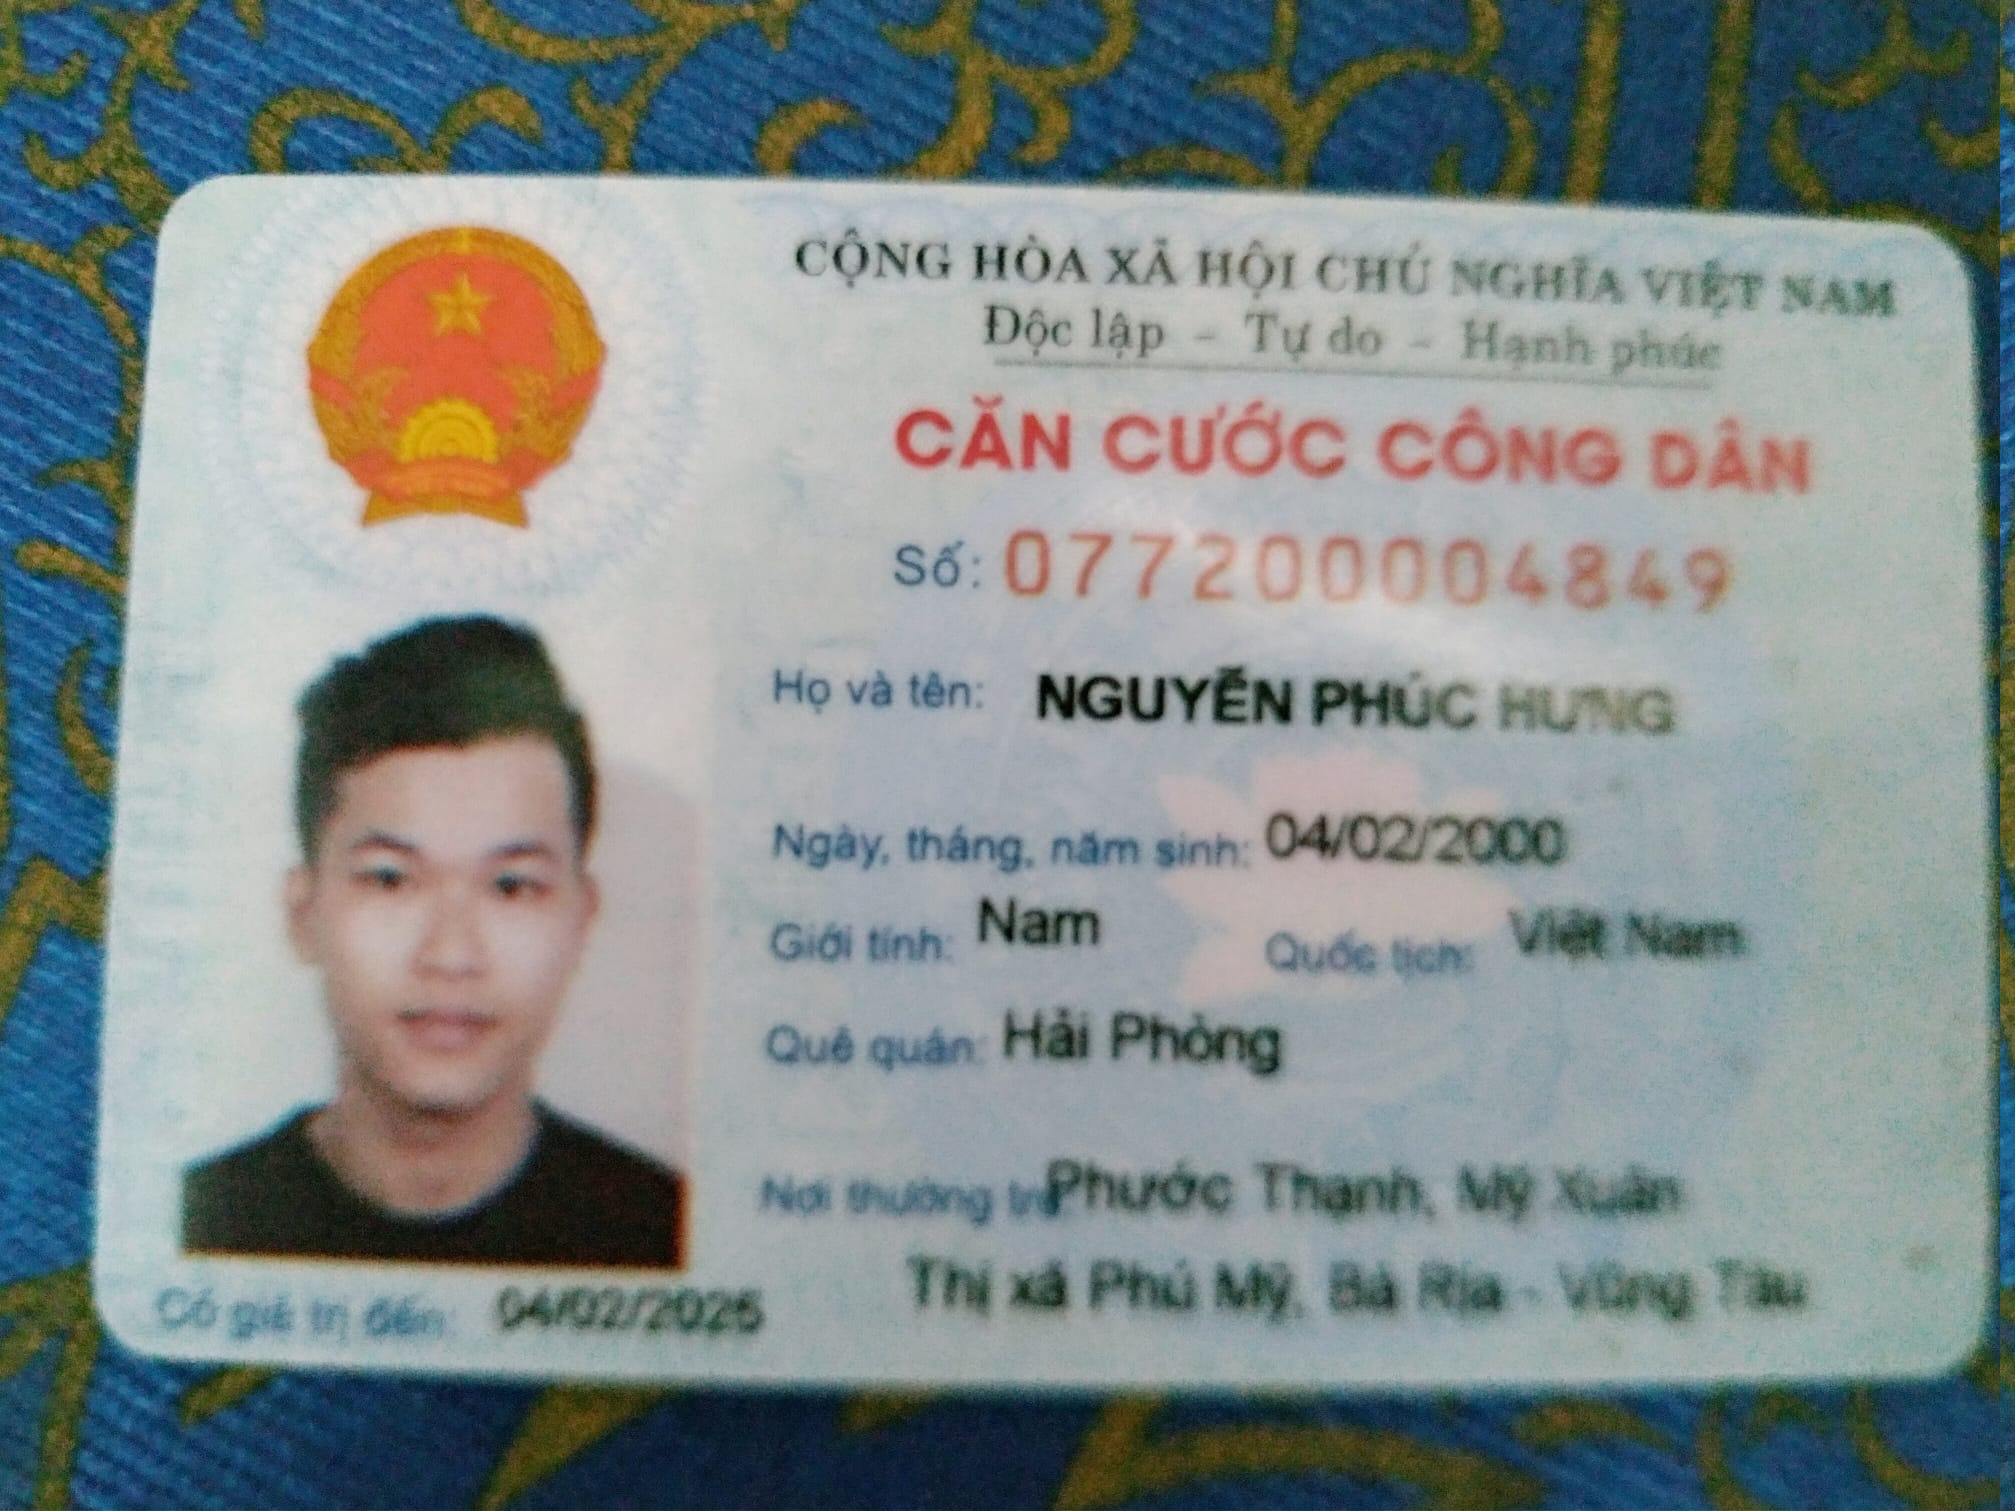 CỘNG HÒA XÃ HỘI CHỦ NGHĨA VIỆT NAM
Độc lập - Tự do - Hạnh phúc
CĂN CƯỚC CÔNG DÂN
Số: 077200004849
Họ và tên: NGUYỄN PHÚC HƯNG
Ngày, tháng, năm sinh: 04/02/2000
Giới tính: Nam Quốc tịch: Việt Nam
Quê quán: Hải Phòng
Nơi thường trú: Phước Thạnh, Mỹ Xuân
Thị xã Phú Mỹ, Bà Rịa - Vũng Tàu
Có giá trị đến: 04/02/2025